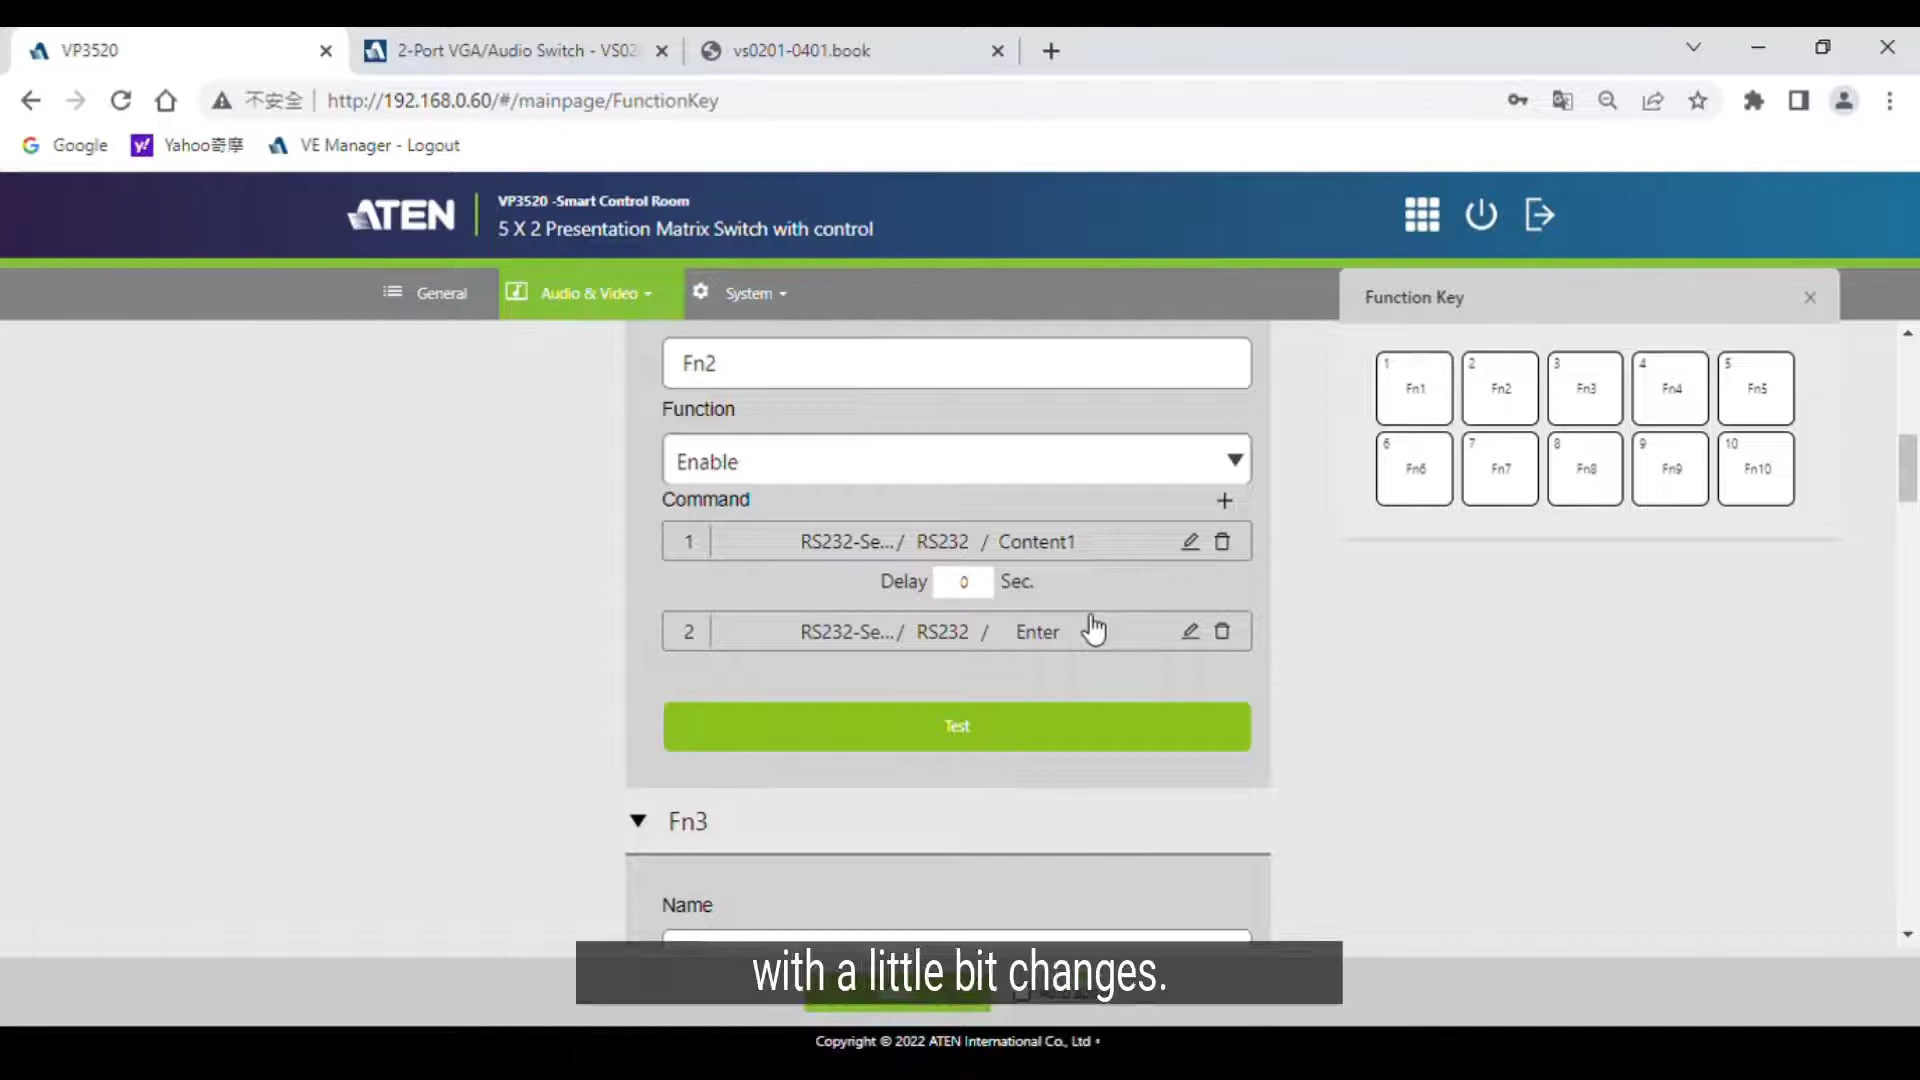 VP3520
2-Port VGA/Audio Switch - VS02
vs0201-0401.book
不安全
http://192.168.0.60/#/mainpage/FunctionKey
Google
Yahoo奇摩
VE Manager - Logout
ATEN
VP3520 -Smart Control Room
5 X 2 Presentation Matrix Switch with control
General
Audio & Video
System
Function Key
1 Fn1
2 Fn2
3 Fn3
4 Fn4
5 Fn5
6 Fn6
7 Fn7
8 Fn8
9 Fn9
10 Fn10
Fn2
Function
Enable
Command
1 RS232-Se.../ RS232 / Content1
Delay 0 Sec.
2 RS232-Se.../ RS232 / Enter
Test
Fn3
Name
with a little bit changes.
Copyright © 2022 ATEN International Co., Ltd •